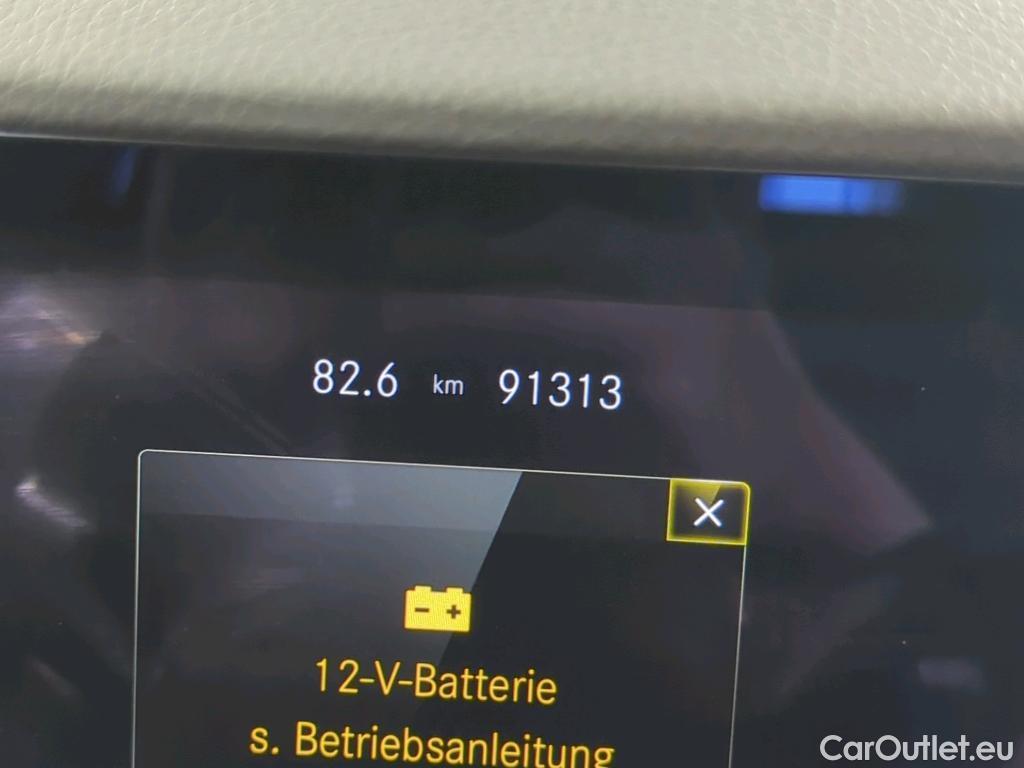 82.6 km 91313
12-V-Batterie
s. Betriebsanleitung
CarOutlet.eu